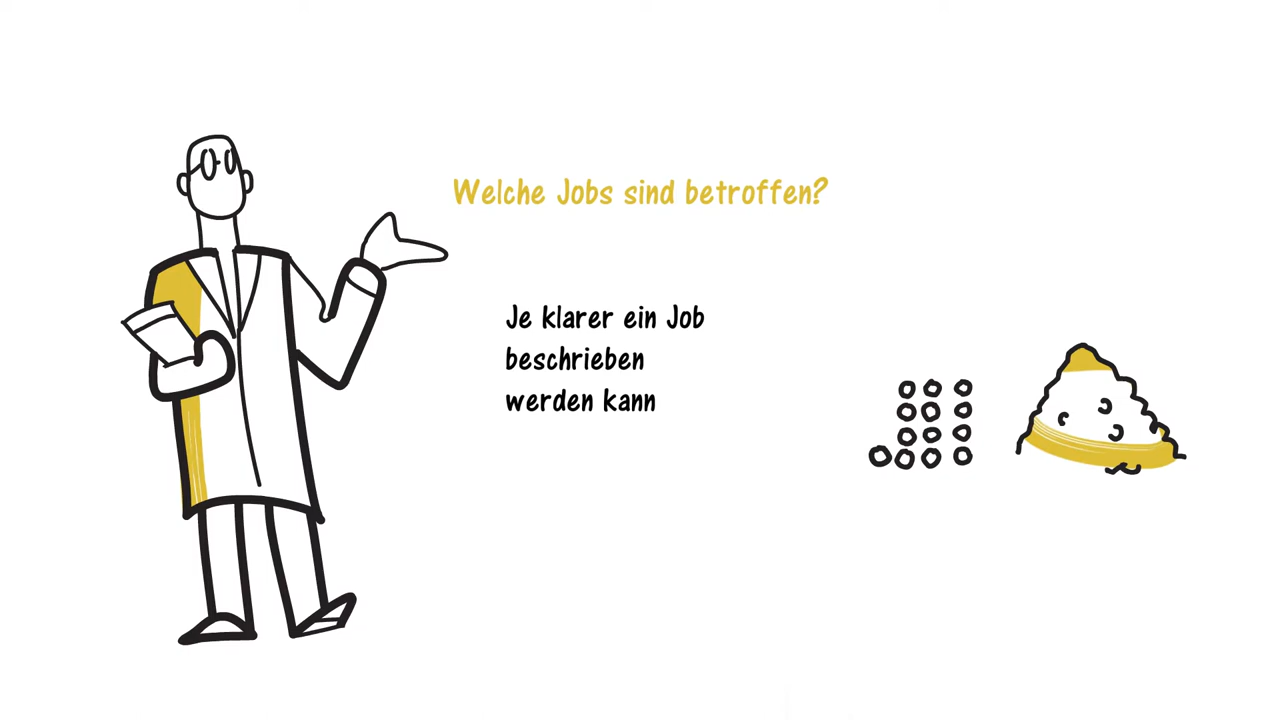 Welche Jobs sind betroffen?
Je klarer ein Job
beschrieben
werden kann